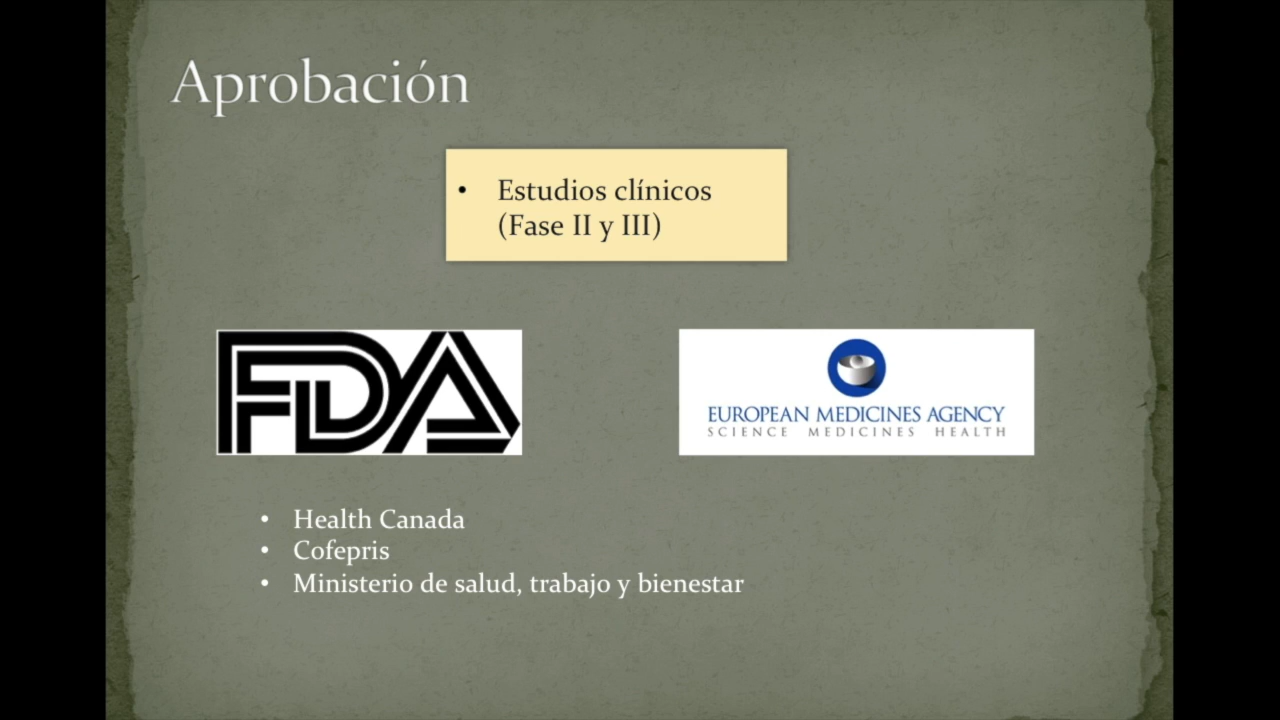 Aprobación
• Estudios clínicos
(Fase II y III)
FDA
EUROPEAN MEDICINES AGENCY
SCIENCE MEDICINES HEALTH
• Health Canada
• Cofepris
• Ministerio de salud, trabajo y bienestar